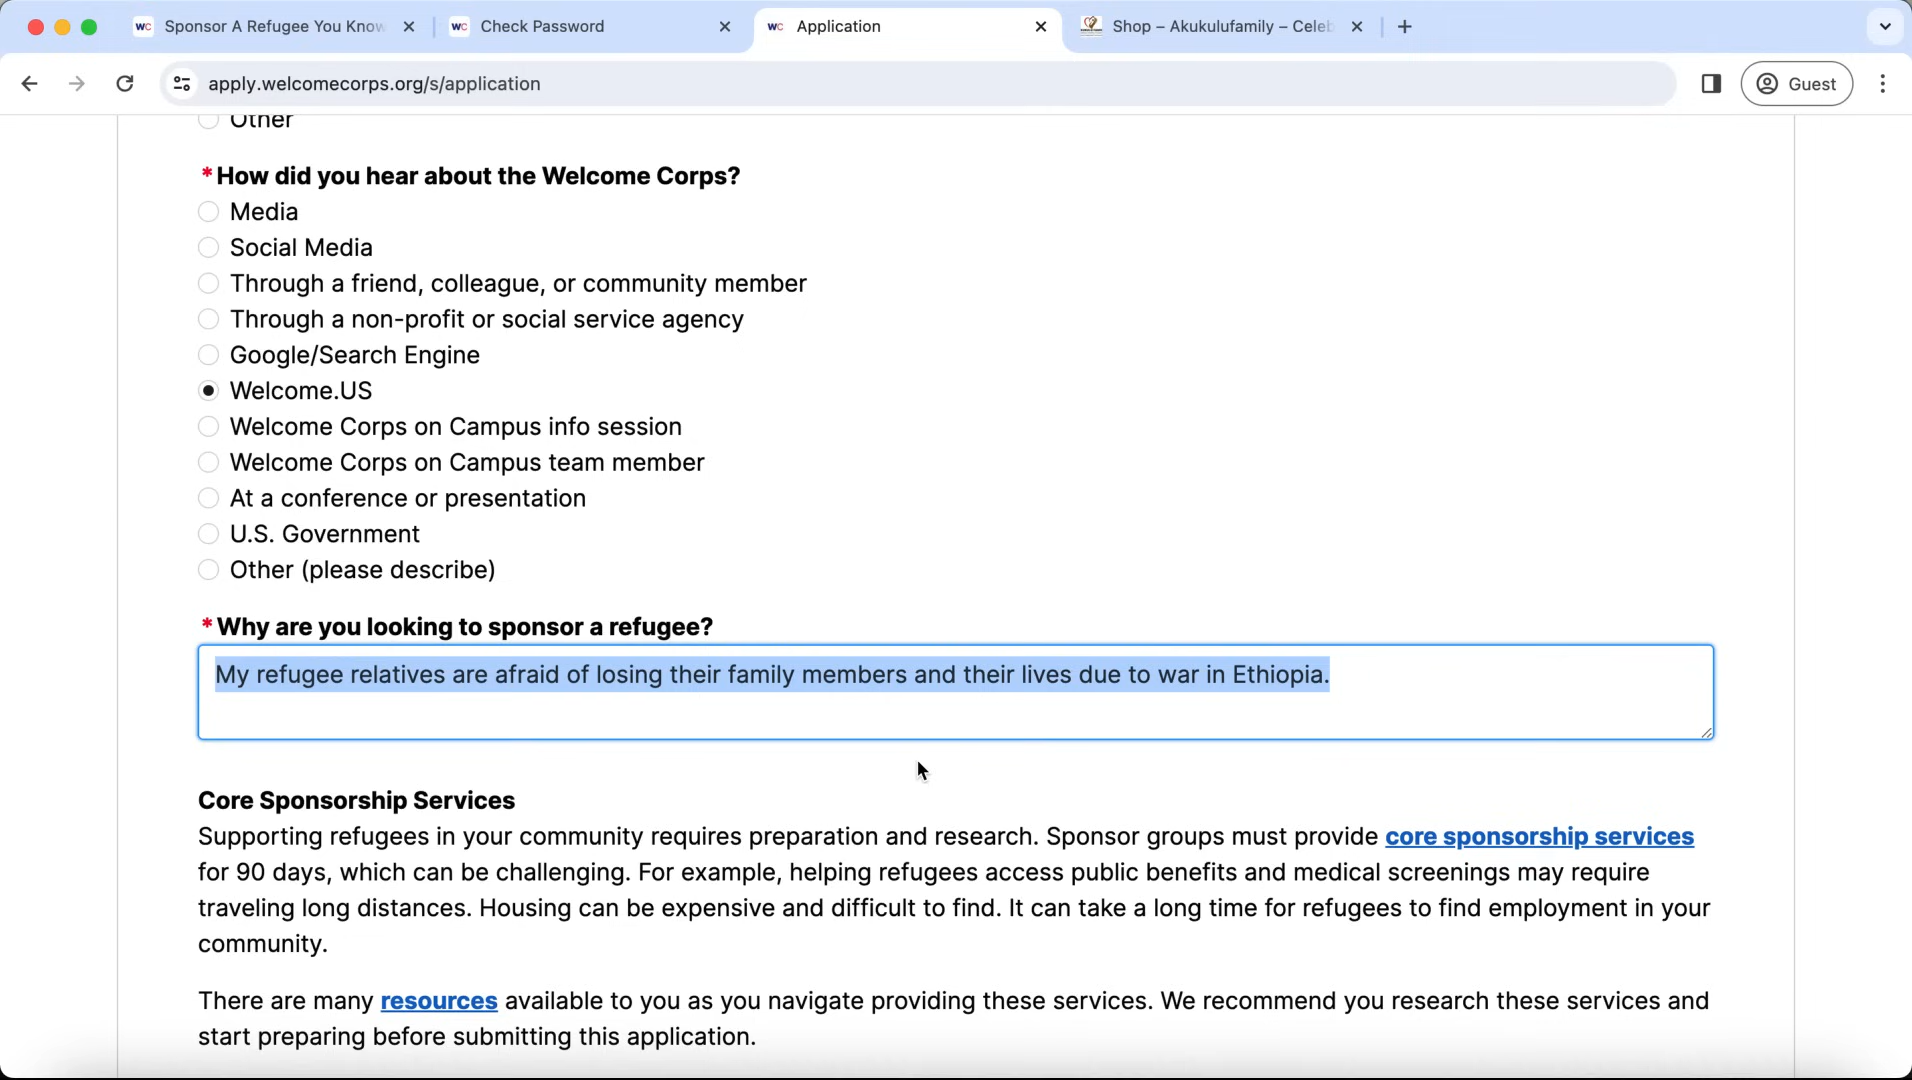 WC Sponsor A Refugee You Know
WC Check Password
WC Application
Shop – Akukulufamily – Celeb
apply.welcomecorps.org/s/application
Guest
Other
*How did you hear about the Welcome Corps?
Media
Social Media
Through a friend, colleague, or community member
Through a non-profit or social service agency
Google/Search Engine
Welcome.US
Welcome Corps on Campus info session
Welcome Corps on Campus team member
At a conference or presentation
U.S. Government
Other (please describe)
*Why are you looking to sponsor a refugee?
My refugee relatives are afraid of losing their family members and their lives due to war in Ethiopia.
Core Sponsorship Services
Supporting refugees in your community requires preparation and research. Sponsor groups must provide core sponsorship services
for 90 days, which can be challenging. For example, helping refugees access public benefits and medical screenings may require
traveling long distances. Housing can be expensive and difficult to find. It can take a long time for refugees to find employment in your
community.
There are many resources available to you as you navigate providing these services. We recommend you research these services and
start preparing before submitting this application.